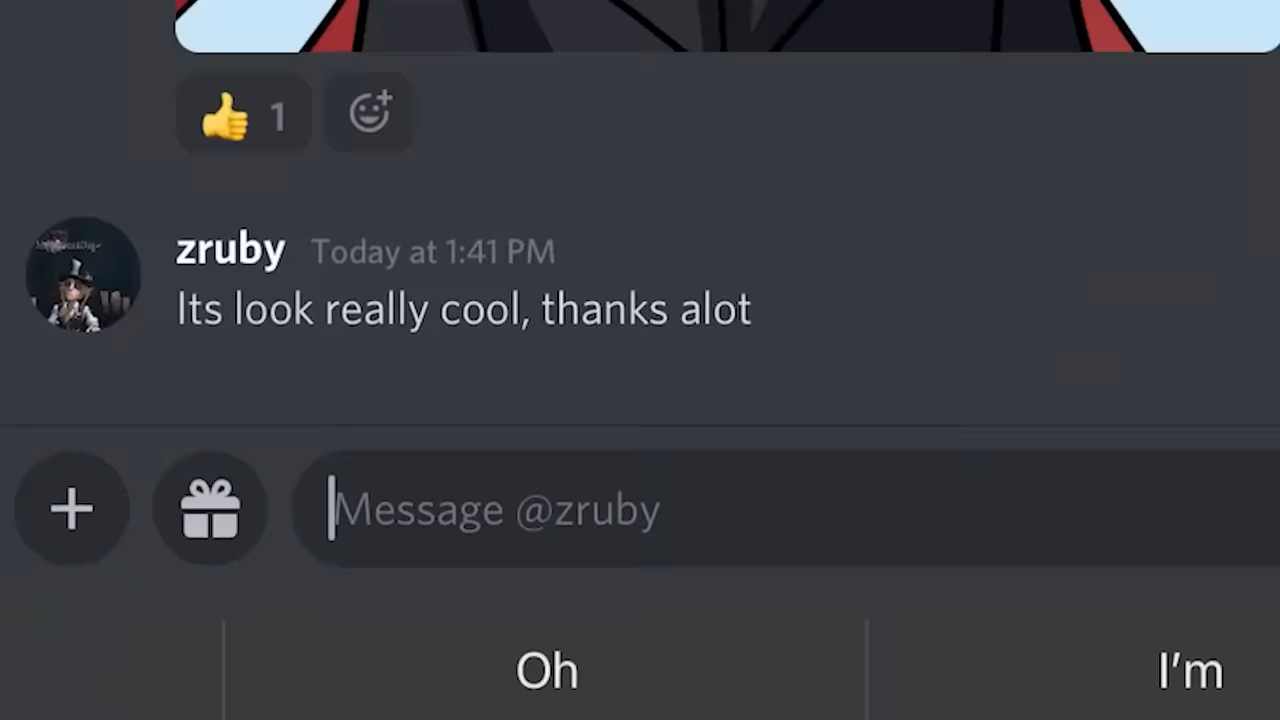 1
zruby Today at 1:41 PM
Its look really cool, thanks alot
Message @zruby
Oh I'm